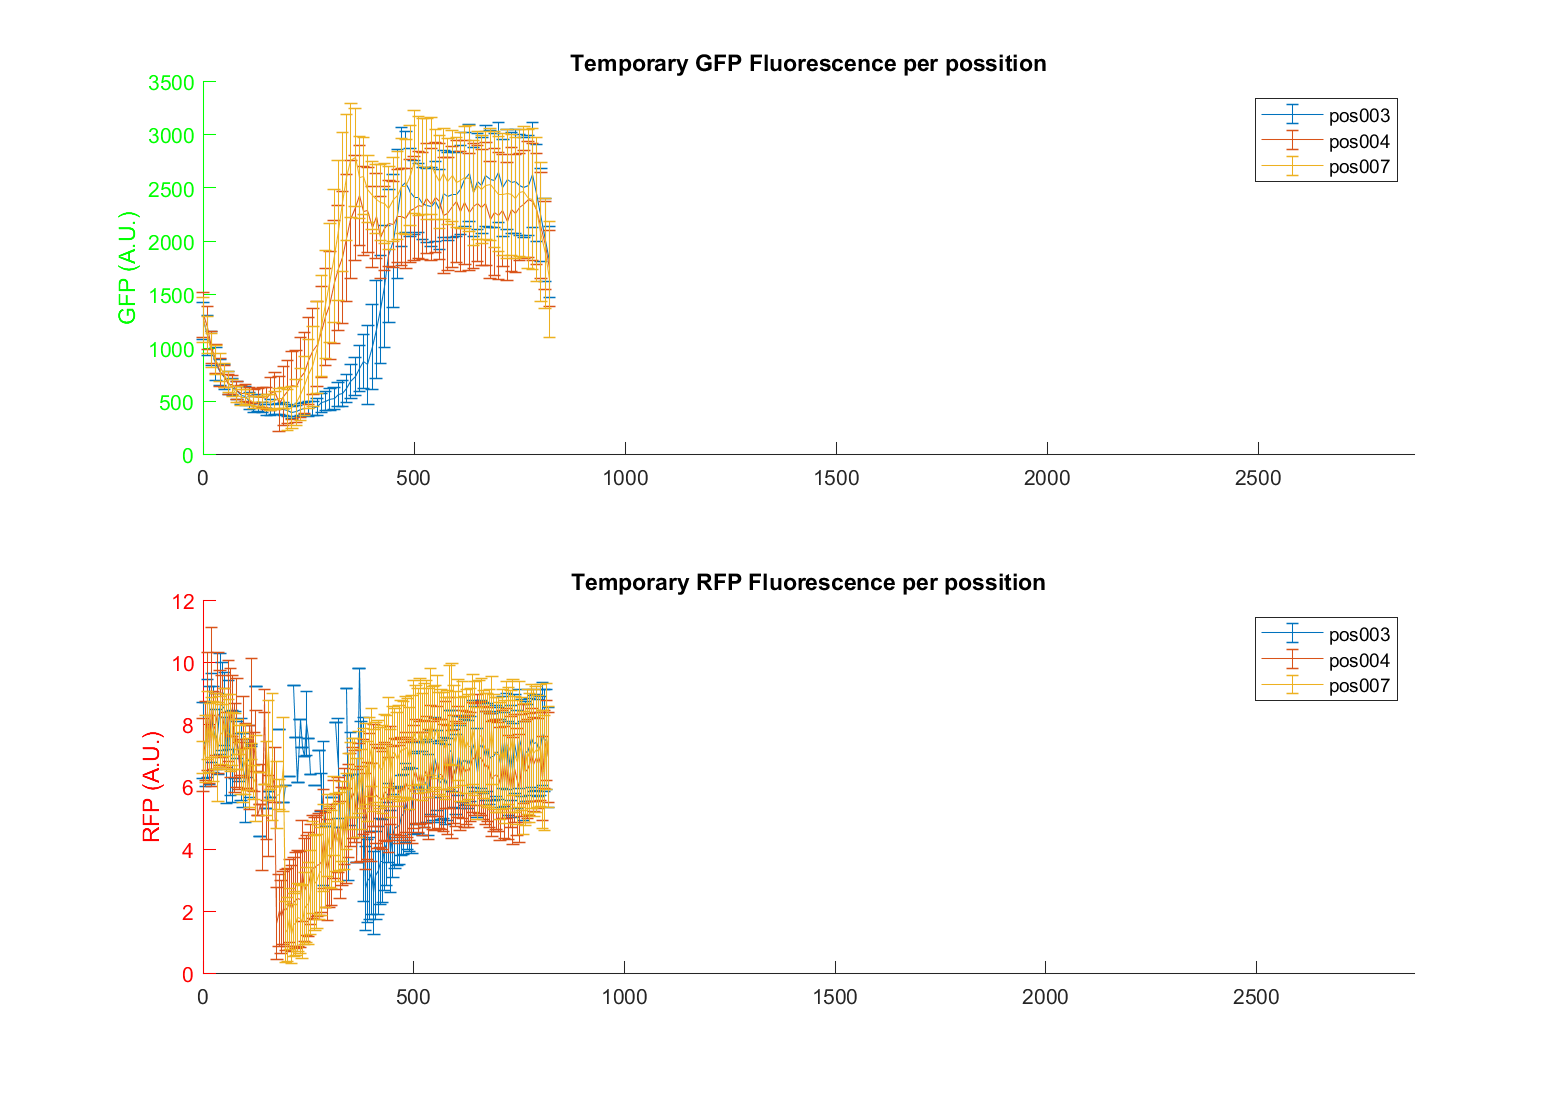 Temporary GFP Fluorescence per possition
3500
3000
2500
2000
1500
1000
500
0
GFP (A.U.)
pos003
pos004
pos007
0 500 1000 1500 2000 2500
Temporary RFP Fluorescence per possition
12
10
8
6
4
2
0
RFP (A.U.)
pos003
pos004
pos007
0 500 1000 1500 2000 2500